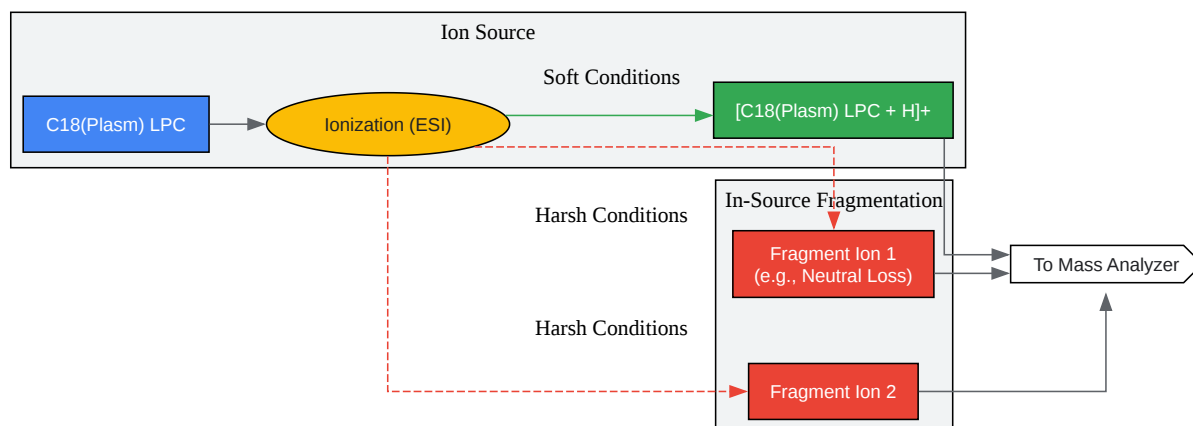 Ion Source
Soft Conditions
C18(Plasm) LPC
Ionization (ESI)
[C18(Plasm) LPC + H]+
Harsh Conditions
In-Source Fragmentation
Fragment Ion 1
(e.g., Neutral Loss)
To Mass Analyzer
Harsh Conditions
Fragment Ion 2